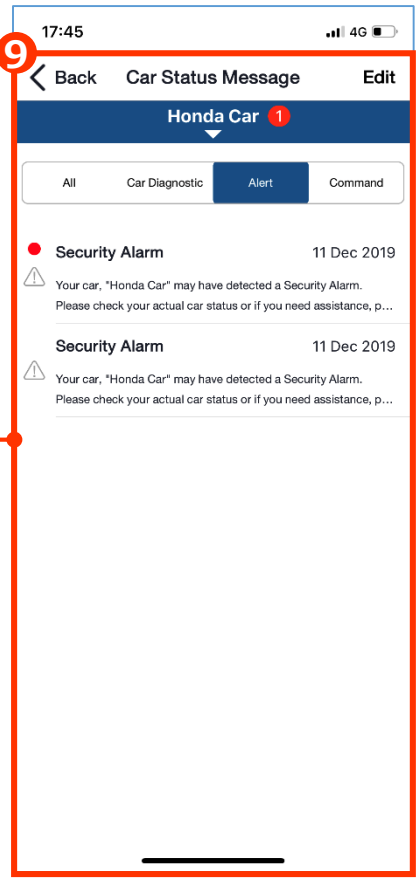 17:45
4G
9
Back Car Status Message Edit
Honda Car 1
All Car Diagnostic Alert Command
Security Alarm 11 Dec 2019
Your car, "Honda Car" may have detected a Security Alarm.
Please check your actual car status or if you need assistance, p...
Security Alarm 11 Dec 2019
Your car, "Honda Car" may have detected a Security Alarm.
Please check your actual car status or if you need assistance, p...